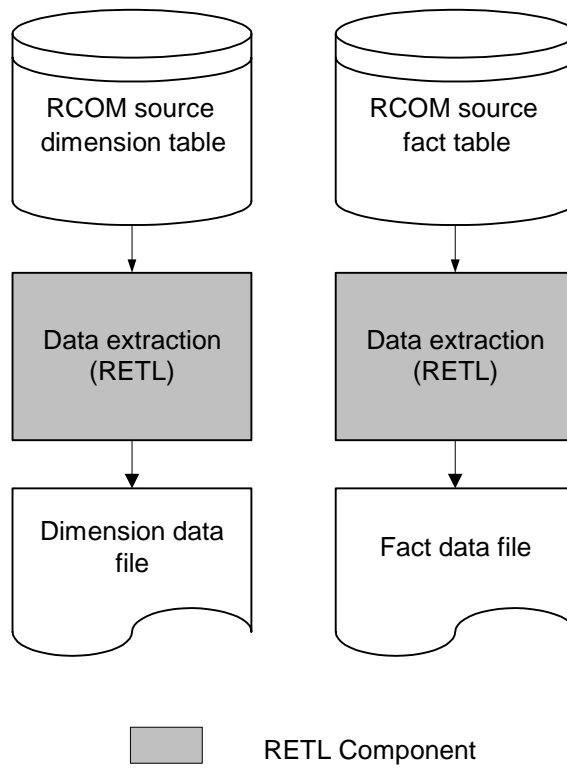 RCOM source
dimension table
RCOM source
fact table
Data extraction
(RETL)
Data extraction
(RETL)
Dimension data
file
Fact data file
RETL Component